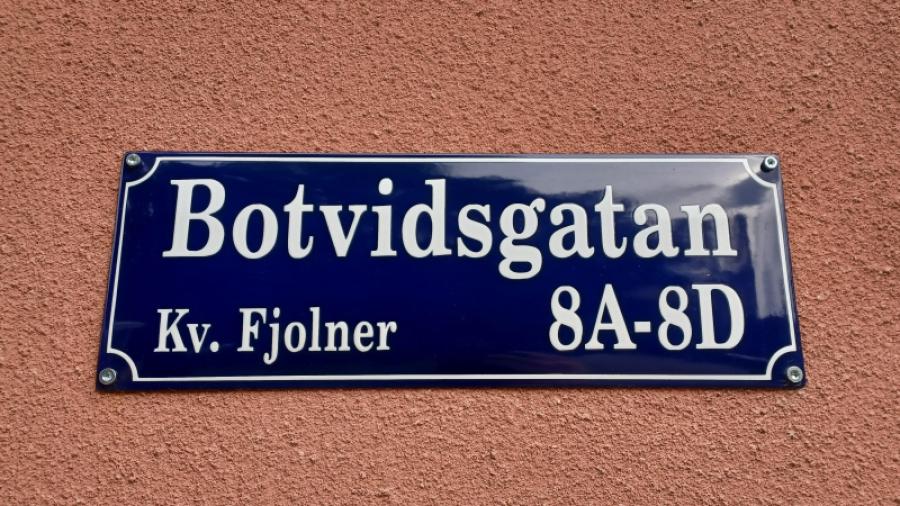 Botvidsgatan
Kv. Fjolner 8A-8D